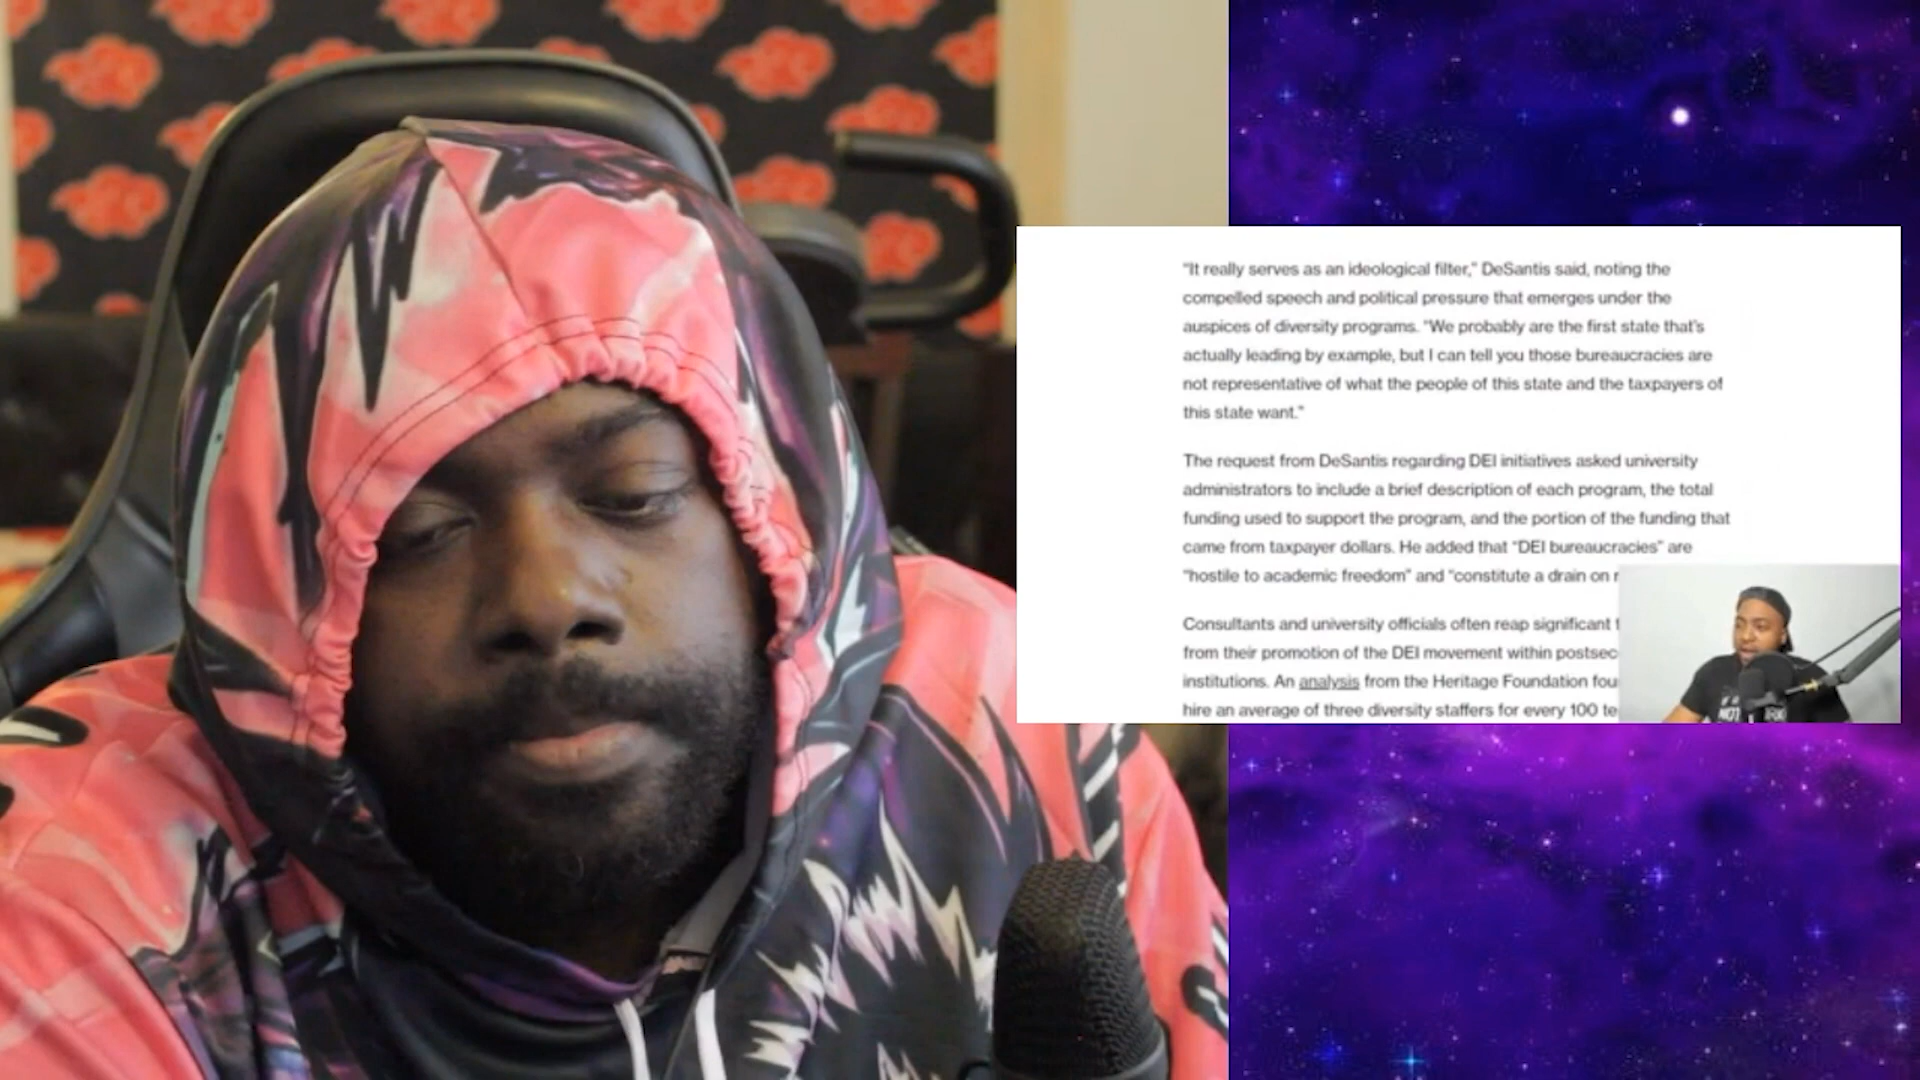 "It really serves as an ideological filter," DeSantis said, noting the
compelled speech and political pressure that emerges under the
auspices of diversity programs. "We probably are the first state that's
actually leading by example, but I can tell you those bureaucracies are
not representative of what the people of this state and the taxpayers of
this state want."
The request from DeSantis regarding DEI initiatives asked university
administrators to include a brief description of each program, the total
funding used to support the program, and the portion of the funding that
came from taxpayer dollars. He added that "DEI bureaucracies" are
"hostile to academic freedom" and "constitute a drain on
Consultants and university officials often reap significant
from their promotion of the DEI movement within
institutions. An analysis from the Heritage Foundation
hire an average of three diversity staffers for every 100
NOT